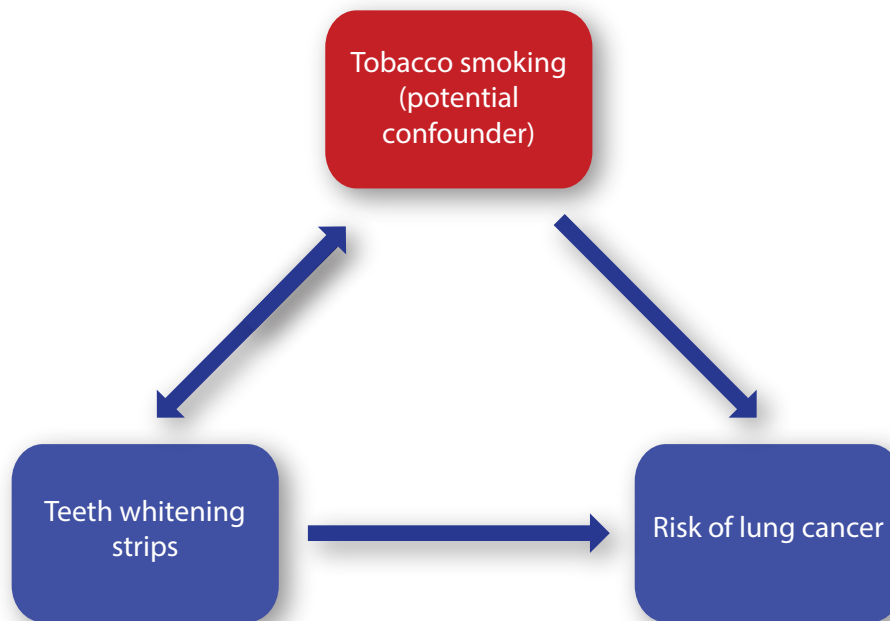 Tobacco smoking
(potential
confounder)
Teeth whitening
strips
Risk of lung cancer